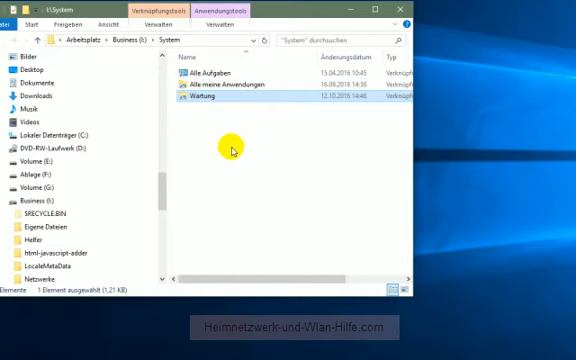 I:\System
Verknüpfungstools
Anwendungstools
Datei
Start
Freigeben
Ansicht
Verwalten
Verwalten
Arbeitsplatz
Business (I:)
System
"System" durchsuchen
Bilder
Desktop
Dokumente
Downloads
Musik
Videos
Lokaler Datenträger (C:)
DVD-RW-Laufwerk (D:)
Volume (E:)
Ablage (F:)
Volume (G:)
Business (I:)
$RECYCLE.BIN
Eigene Dateien
Helfer
html-javascript-adder
LocaleMetaData
Netzwerke
Name
Änderungsdatum
Typ
Alle Aufgaben
15.04.2016 10:45
Verknüpf
Alle meine Anwendungen
16.09.2016 14:36
Verknüpf
Wartung
12.10.2016 14:46
Verknüpf
Elemente
1 Element ausgewählt (1,21 KB)
Heimnetzwerk-und-Wlan-Hilfe.com